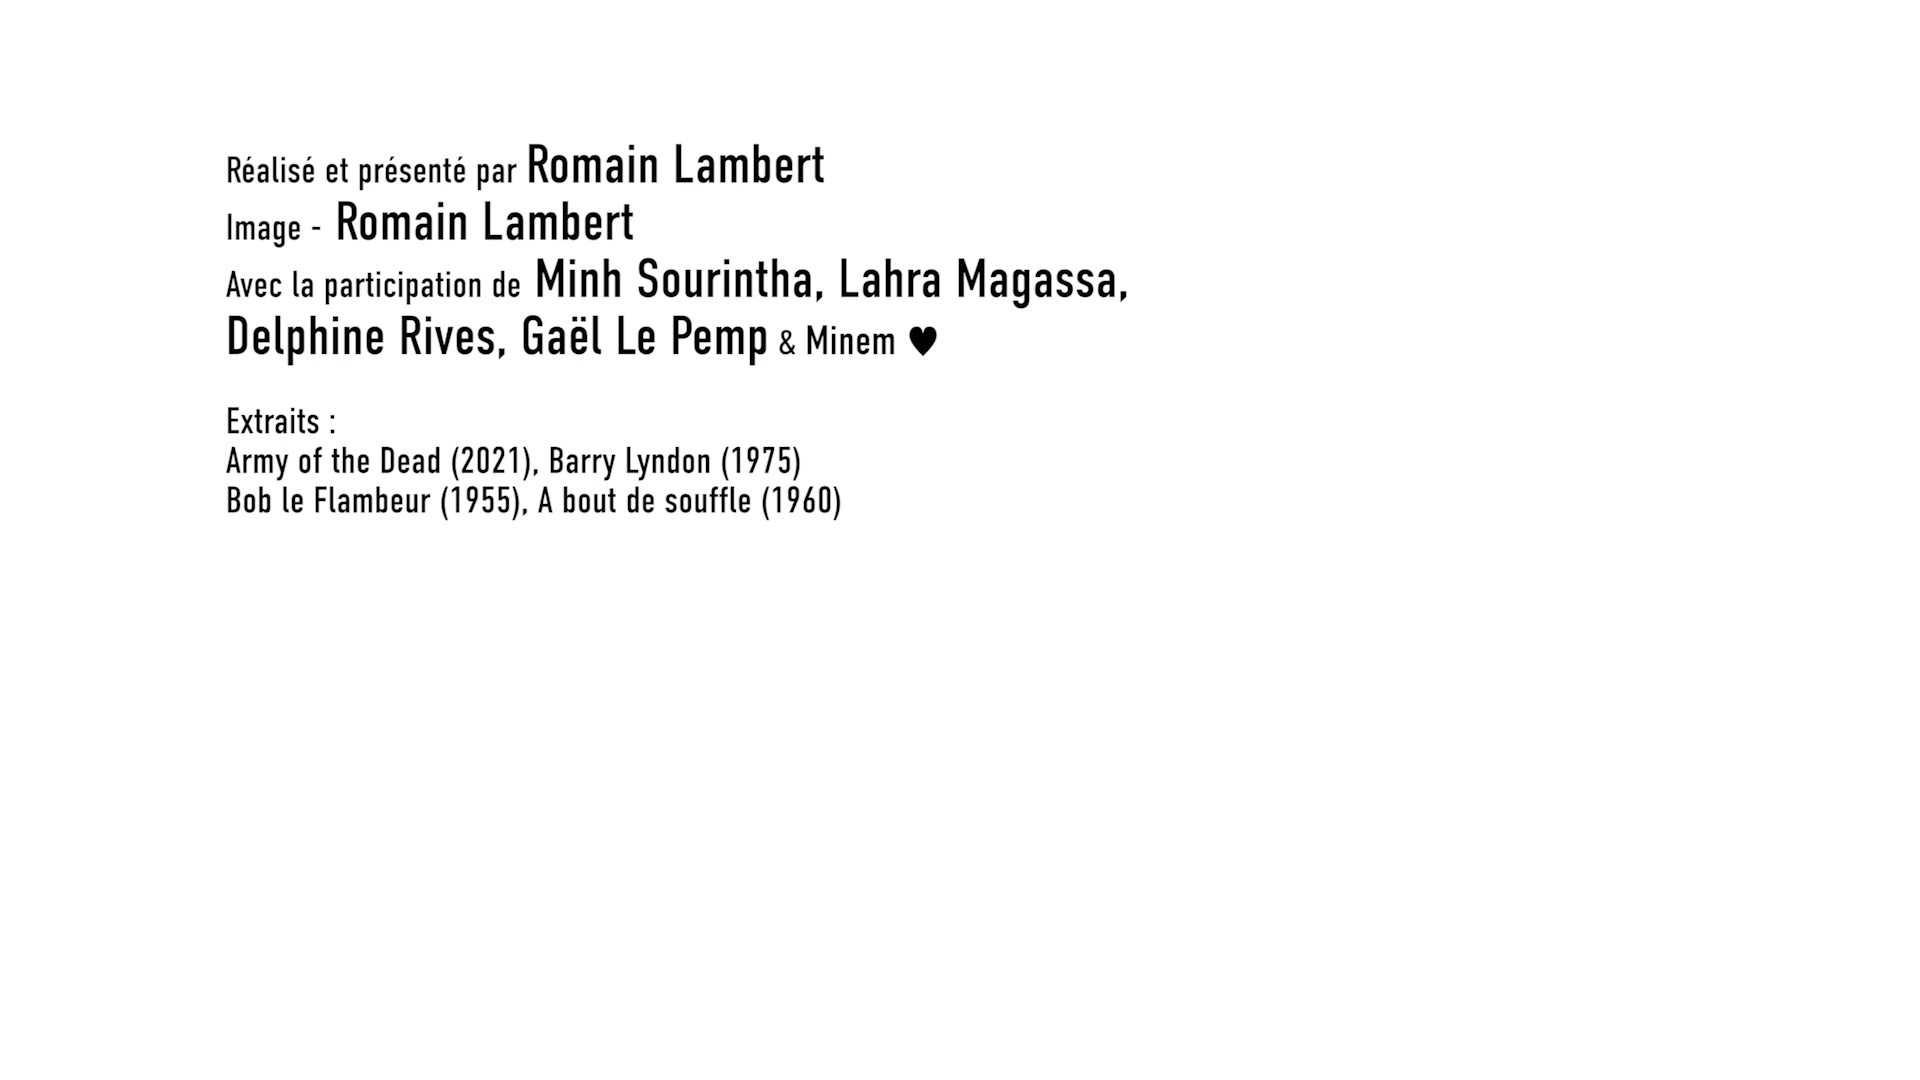 Réalisé et présenté par Romain Lambert
Image - Romain Lambert
Avec la participation de Minh Sourintha, Lahra Magassa,
Delphine Rives, Gaël Le Pemp & Minem ♥
Extraits :
Army of the Dead (2021), Barry Lyndon (1975)
Bob le Flambeur (1955), A bout de souffle (1960)